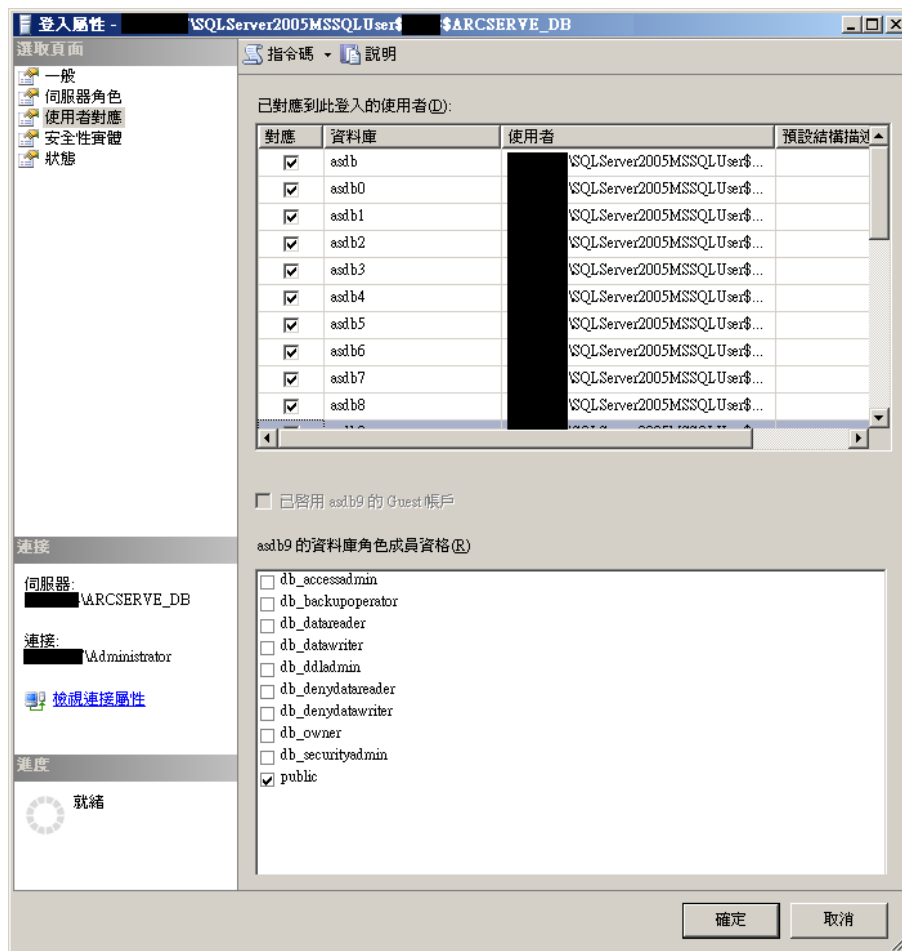 登入屬性 - \SQLServer2005MSSQLUser$ $ARCSERVE_DB
選取頁面
一般
伺服器角色
使用者對應
安全性實體
狀態
指令碼 說明
已對應到此登入的使用者(D):
對應 資料庫 使用者 預設結構描述
asdb \SQLServer2005MSSQLUser$...
asdb0 \SQLServer2005MSSQLUser$...
asdb1 \SQLServer2005MSSQLUser$...
asdb2 \SQLServer2005MSSQLUser$...
asdb3 \SQLServer2005MSSQLUser$...
asdb4 \SQLServer2005MSSQLUser$...
asdb5 \SQLServer2005MSSQLUser$...
asdb6 \SQLServer2005MSSQLUser$...
asdb7 \SQLServer2005MSSQLUser$...
asdb8 \SQLServer2005MSSQLUser$...
已啓用 asdb9 的 Guest 帳戶
asdb9 的資料庫角色成員資格(R)
db_accessadmin
db_backupoperator
db_datareader
db_datawriter
db_ddladmin
db_denydatareader
db_denydatawriter
db_owner
db_securityadmin
public
連接
伺服器:
\ARCSERVE_DB
連接:
\Administrator
檢視連接屬性
進度
就緒
確定 取消